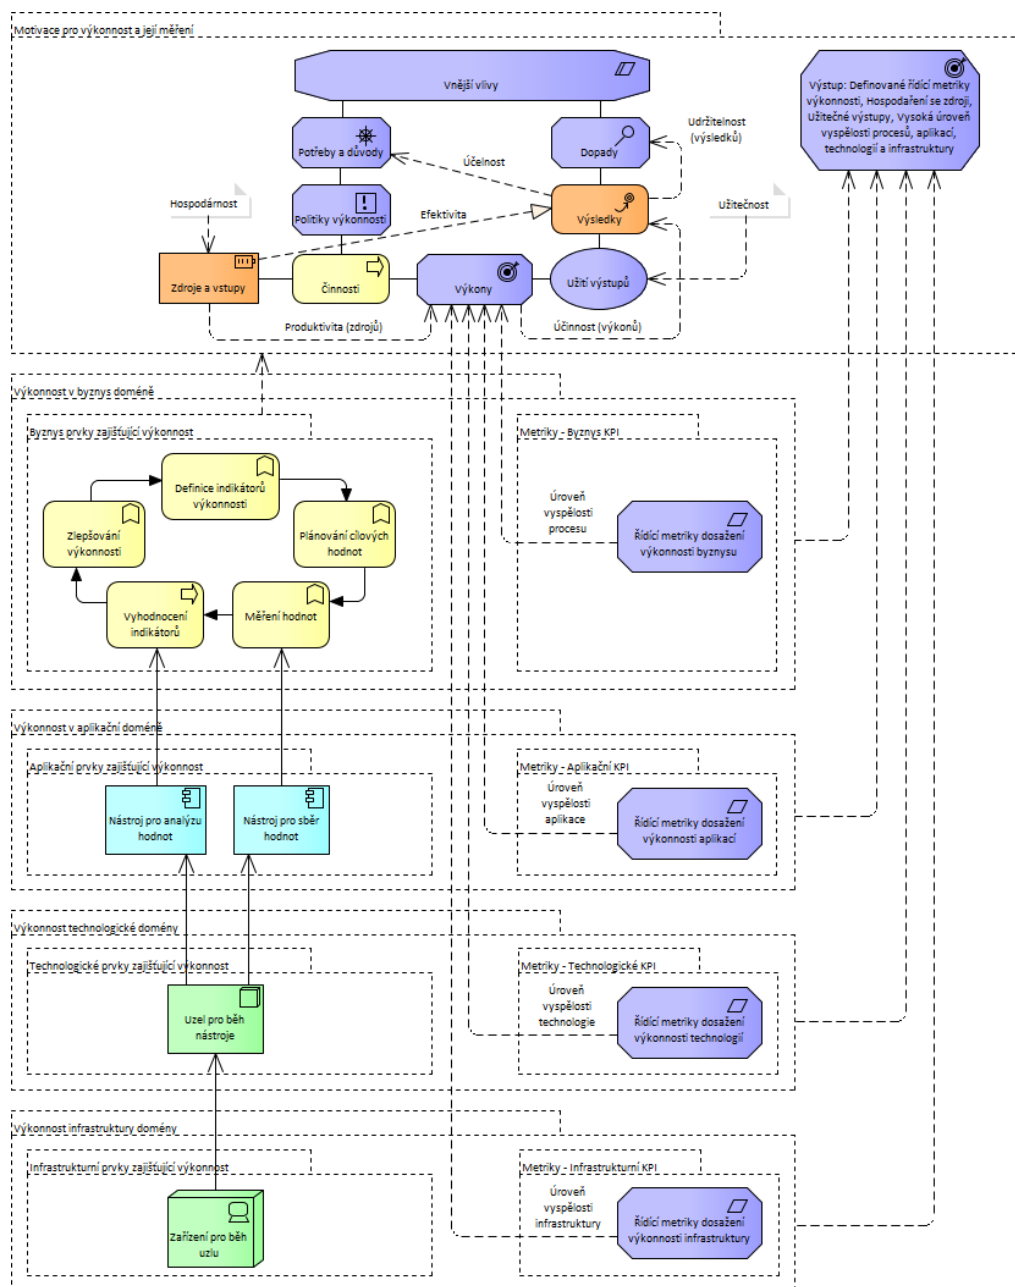 Motivace pro výkonnost a její měření
Vnější vlivy
Výstup: Definované řídící metriky
výkonnosti, Hospodaření se zdroji,
Užitečné výstupy, Vysoká úroveň
vyspělosti procesů, aplikací,
technologií a infrastruktury
Potřeby a důvody
Účelnost
Dopady
Udržitelnost
(výsledků)
Hospodárnost
Politiky výkonnosti
Efektivita
Výsledky
Užitečnost
Zdroje a vstupy
činnosti
Výkony
Užití výstupů
Produktivita (zdrojů)
Účinnost (výkonů)
Výkonnost v byznys doméně
Byznys prvky zajišťující výkonnost
Metriky - Byznys KPI
Definice indikátorů
výkonnosti
Zlepšování
výkonnosti
Plánování cílových
hodnot
Vyhodnocení
indikátorů
Měření hodnot
Úroveň
vyspělosti
procesu
Řídící metriky dosažení
výkonnosti byznysu
Výkonnost v aplikační doméně
Aplikační prvky zajišťující výkonnost
Metriky - Aplikační KPI
Nástroj pro analýzu
hodnot
Nástroj pro sběr
hodnot
Úroveň
vyspělosti
aplikace
Řídící metriky dosažení
výkonnosti aplikací
Výkonnost technologické domény
Technologické prvky zajišťující výkonnost
Metriky - Technologické KPI
Uzel pro běh
nástroje
Úroveň
vyspělosti
technologie
Řídící metriky dosažení
výkonnosti technologií
Výkonnost infrastruktury domény
Infrastrukturní prvky zajišťující výkonnost
Metriky - Infrastrukturní KPI
Zařízení pro běh
uzlu
Úroveň
vyspělosti
infrastruktury
Řídící metriky dosažení
výkonnosti infrastruktury